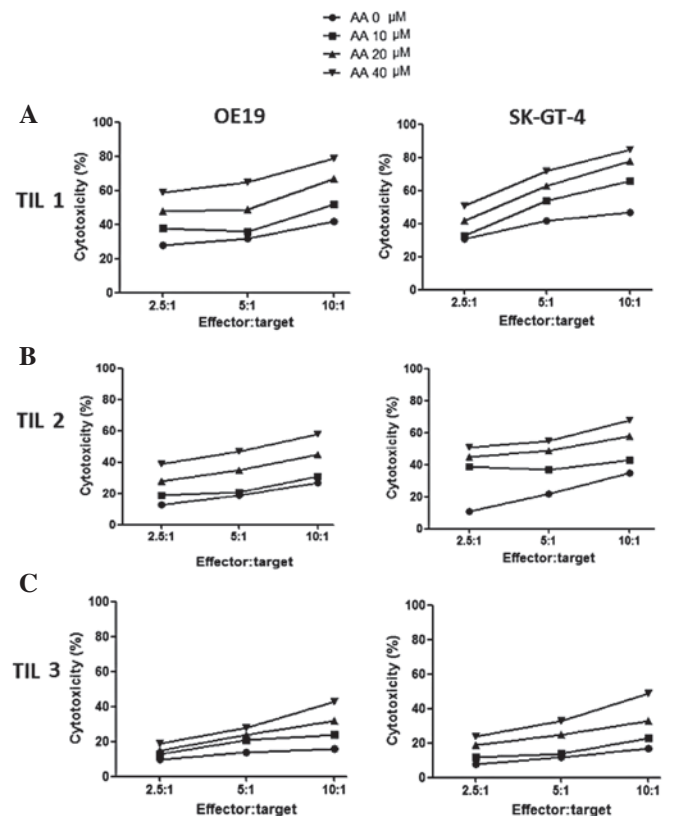 AA 0 µM
AA 10 µM
AA 20 µM
AA 40 µM
A
OE19
SK-GT-4
TIL 1
Cytotoxicity (%)
100
80
60
40
20
0
2.5:1 5:1 10:1
Effector:target
Cytotoxicity (%)
100
80
60
40
20
0
2.5:1 5:1 10:1
Effector:target
B
TIL 2
Cytotoxicity (%)
100
80
60
40
20
0
2.5:1 5:1 10:1
Effector:target
Cytotoxicity (%)
100
80
60
40
20
0
2.5:1 5:1 10:1
Effector:target
C
TIL 3
Cytotoxicity (%)
100
80
60
40
20
0
2.5:1 5:1 10:1
Effector:target
Cytotoxicity (%)
100
80
60
40
20
0
2.5:1 5:1 10:1
Effector:target